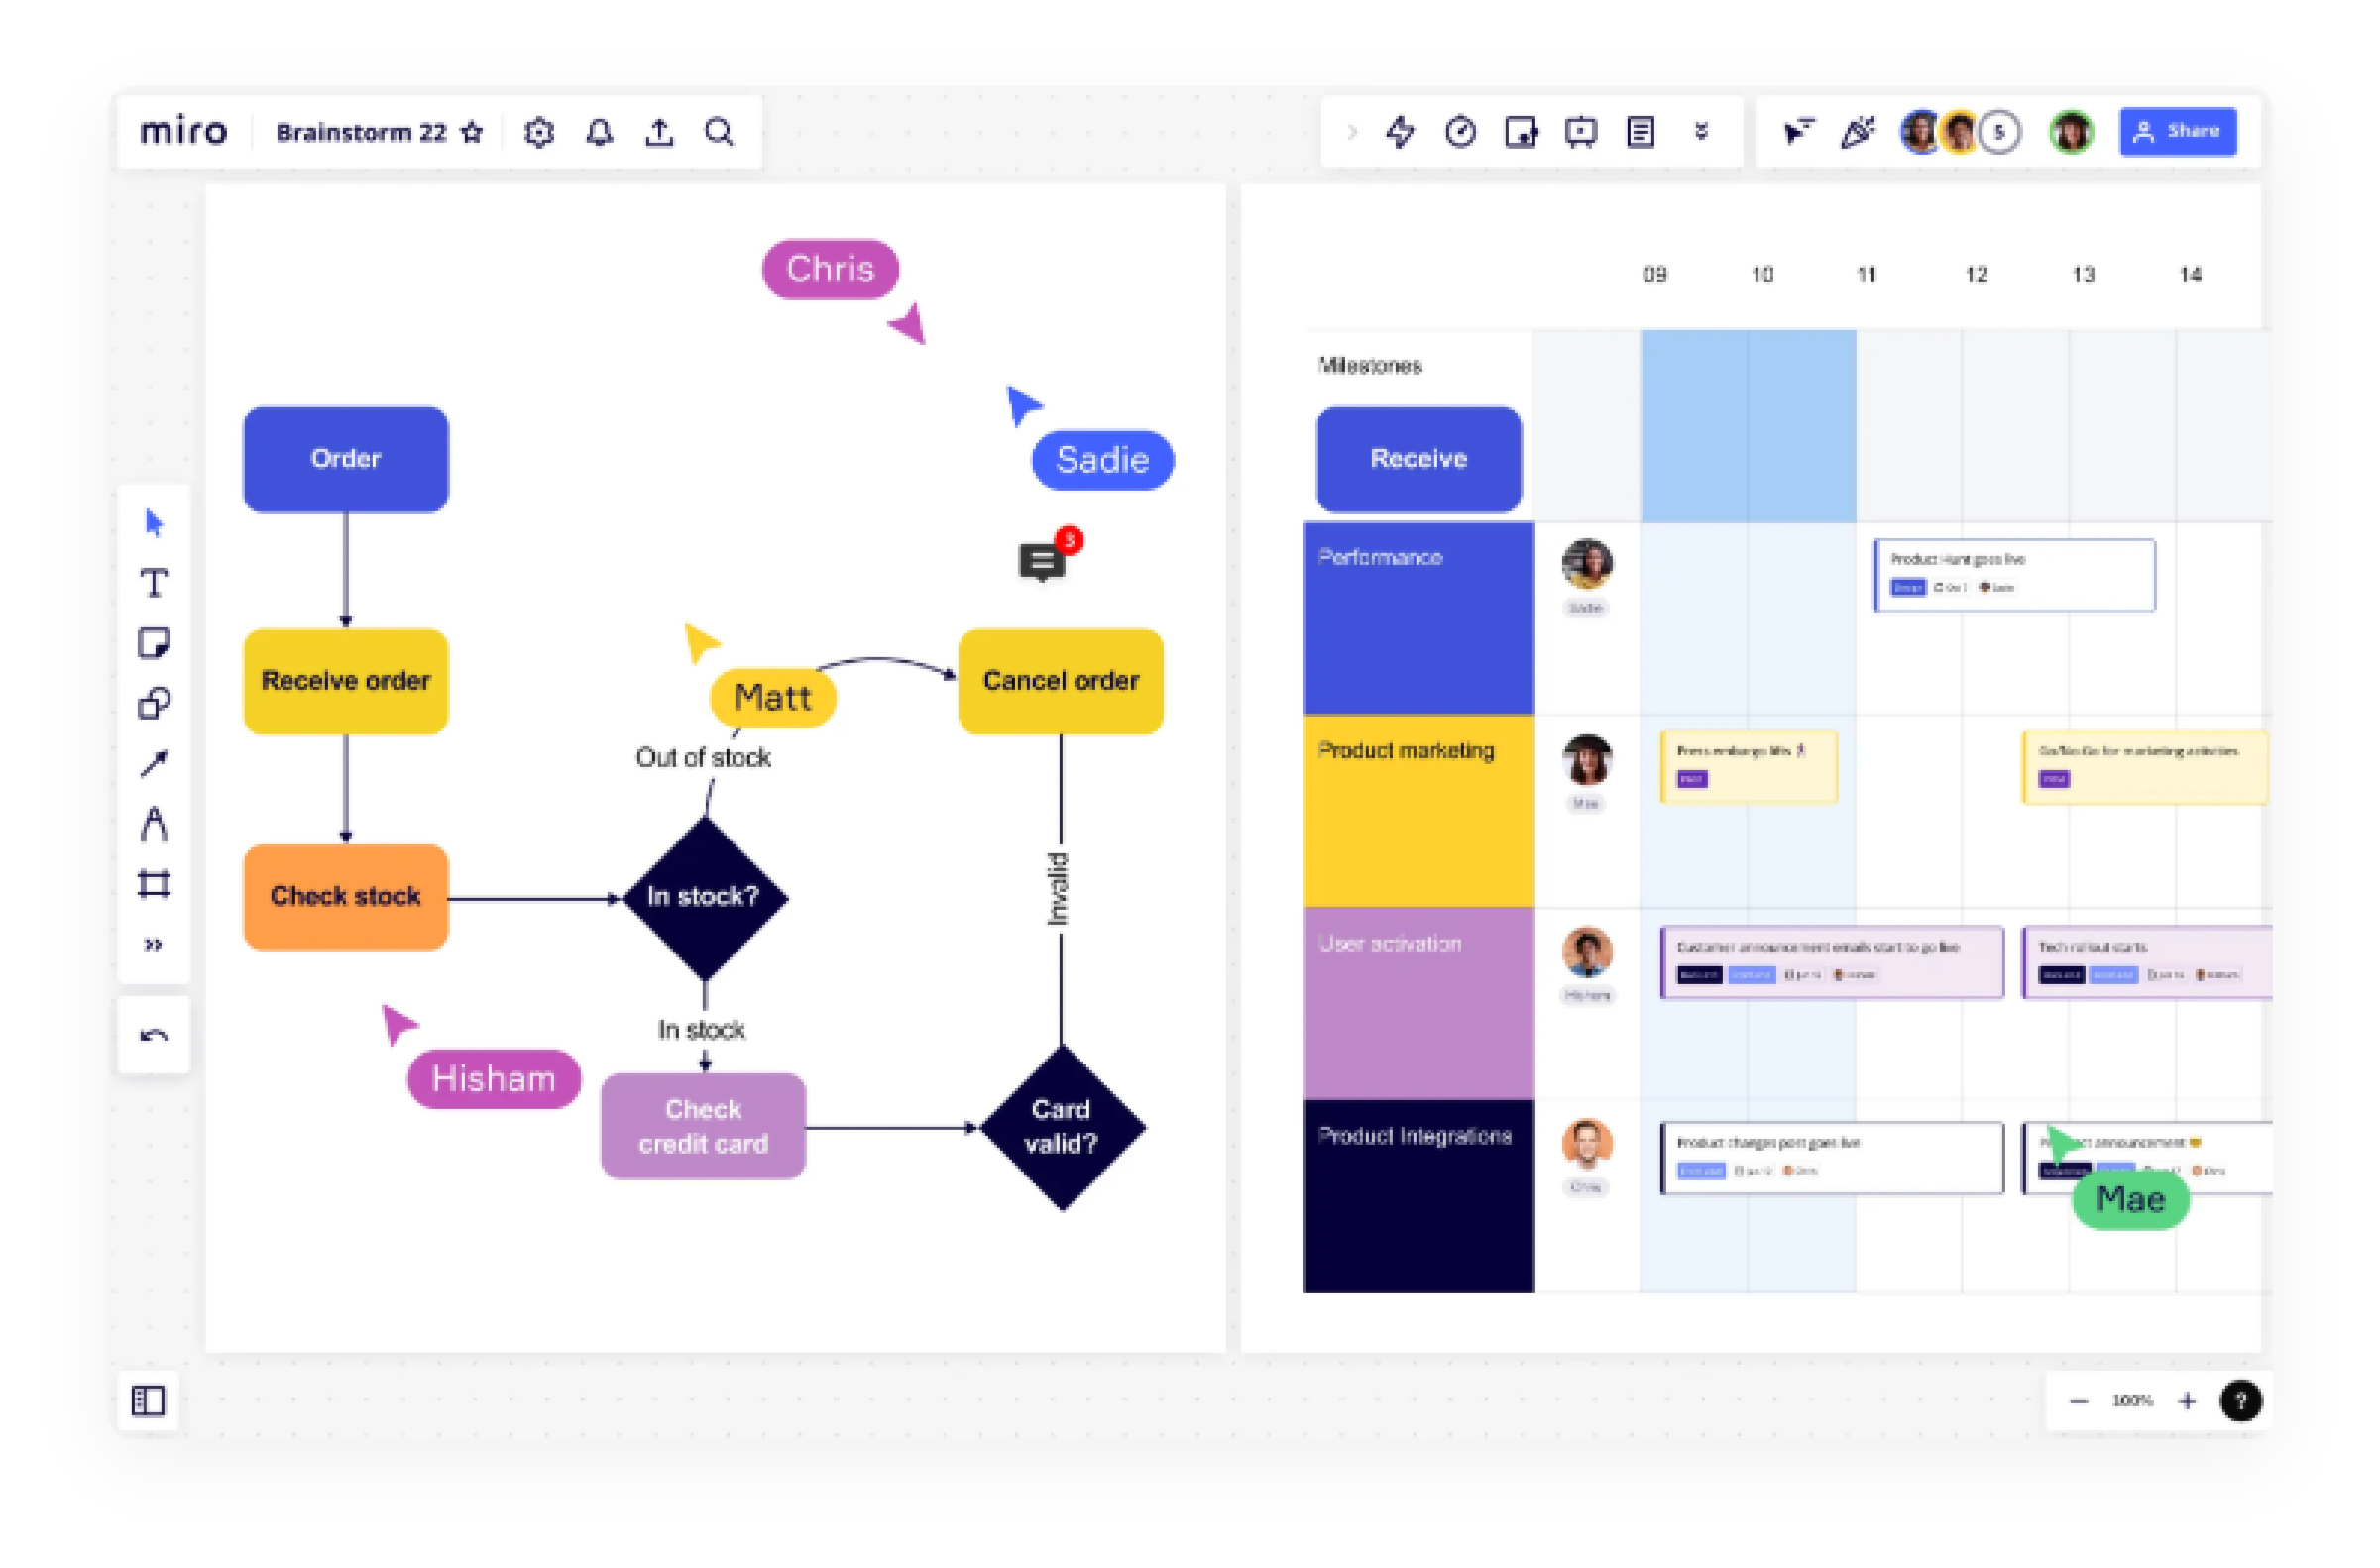 miro
Brainstorm 22
5
Share
Chris
Sadie
3
Order
Receive order
Matt
Cancel order
Out of stock
Check stock
In stock?
Invalid
In stock
Hisham
Check
credit card
Card
valid?
09 10 11 12 13 14
Milestones
Receive
Performance
Sadie
Product Hunt goes live
Product marketing
Mae
Press embargo lifts
Go/No Go for marketing activities
User activation
Hisham
Customer announcement emails start to go live
Tech rollout starts
Product Integrations
Chris
Product changes post goes live
Jun 12 Chris
announcement
Chris
Mae
100%
?